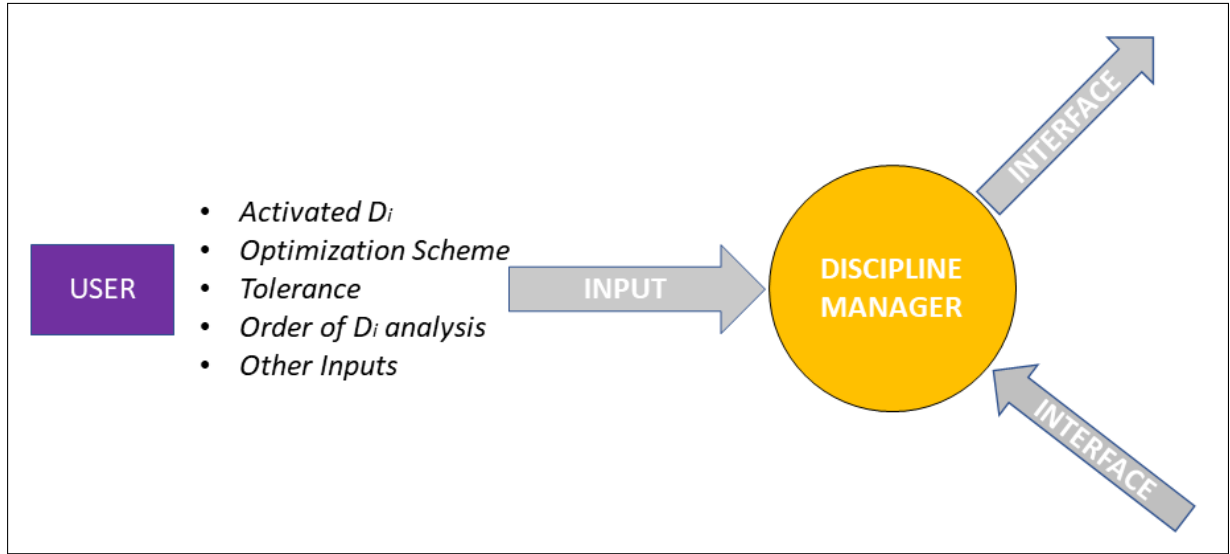 USER
• Activated Di
• Optimization Scheme
• Tolerance
• Order of Di analysis
• Other Inputs
INPUT
DISCIPLINE
MANAGER
INTERFACE
INTERFACE